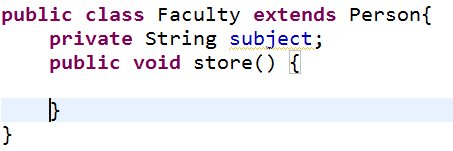 public class Faculty extends Person{
    private String subject;
    public void store() {
    }
}